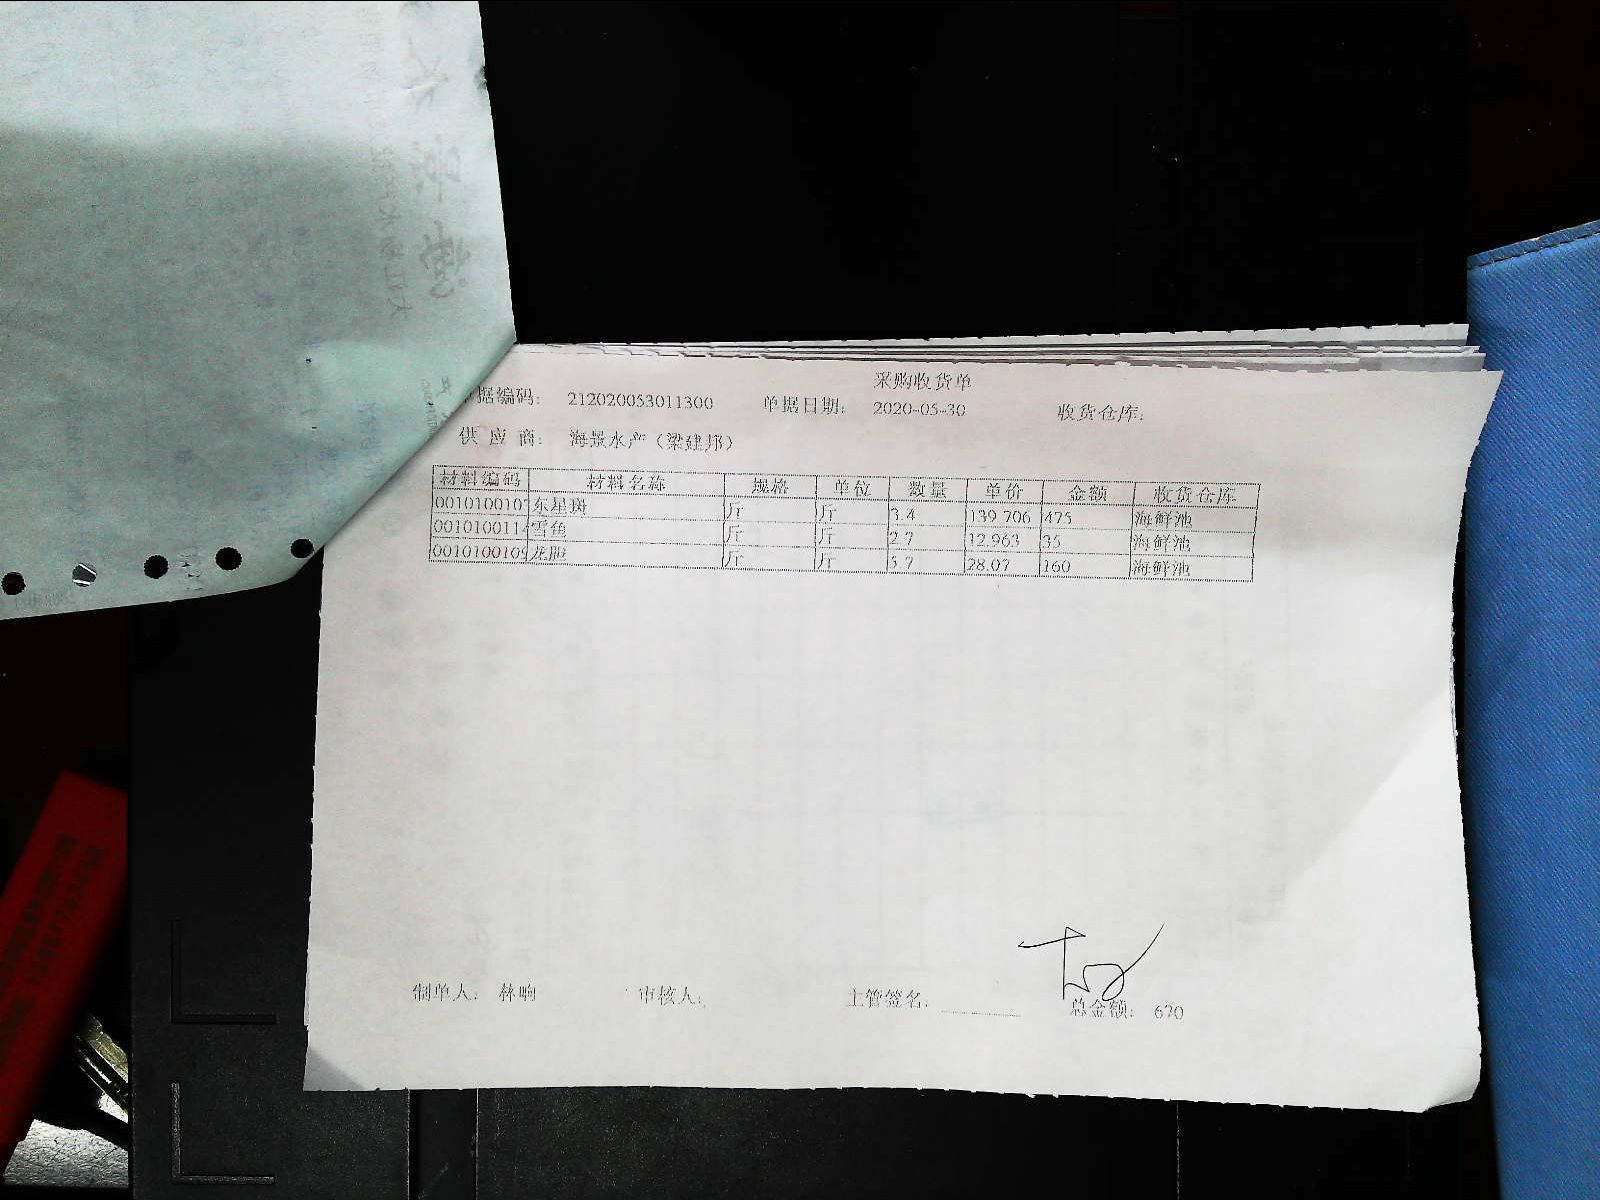 采购收货单
据编码： 212020053011300 单据日期： 2020-05-30 收货仓库：
供 应 商： 海景水产（梁建邦）
材料编码 材料名称 规格 单位 数量 单价 金额 收货仓库
0010100107 东星斑 斤 斤 3.4 139.706 475 海鲜池
001010011 雪鱼 斤 斤 2.7 12.963 35 海鲜池
0010100109 龙胆 斤 斤 5.7 28.07 160 海鲜池
制单人： 林响 审核人： 主管签名： 总金额： 670